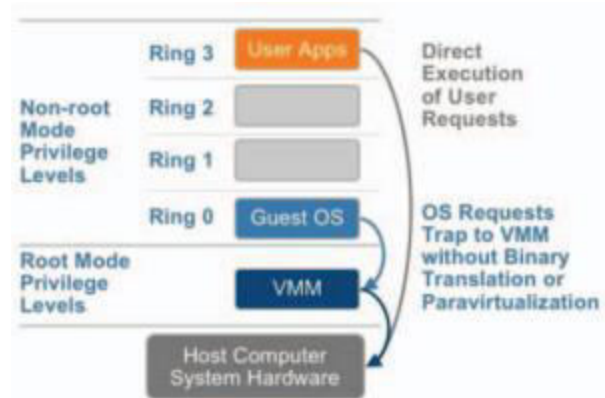 Ring 3
User Apps
Direct
Execution
of User
Requests
Non-root
Mode
Privilege
Levels
Ring 2
Ring 1
Ring 0
Guest OS
OS Requests
Trap to VMM
without Binary
Translation or
Paravirtualization
Root Mode
Privilege
Levels
VMM
Host Computer
System Hardware